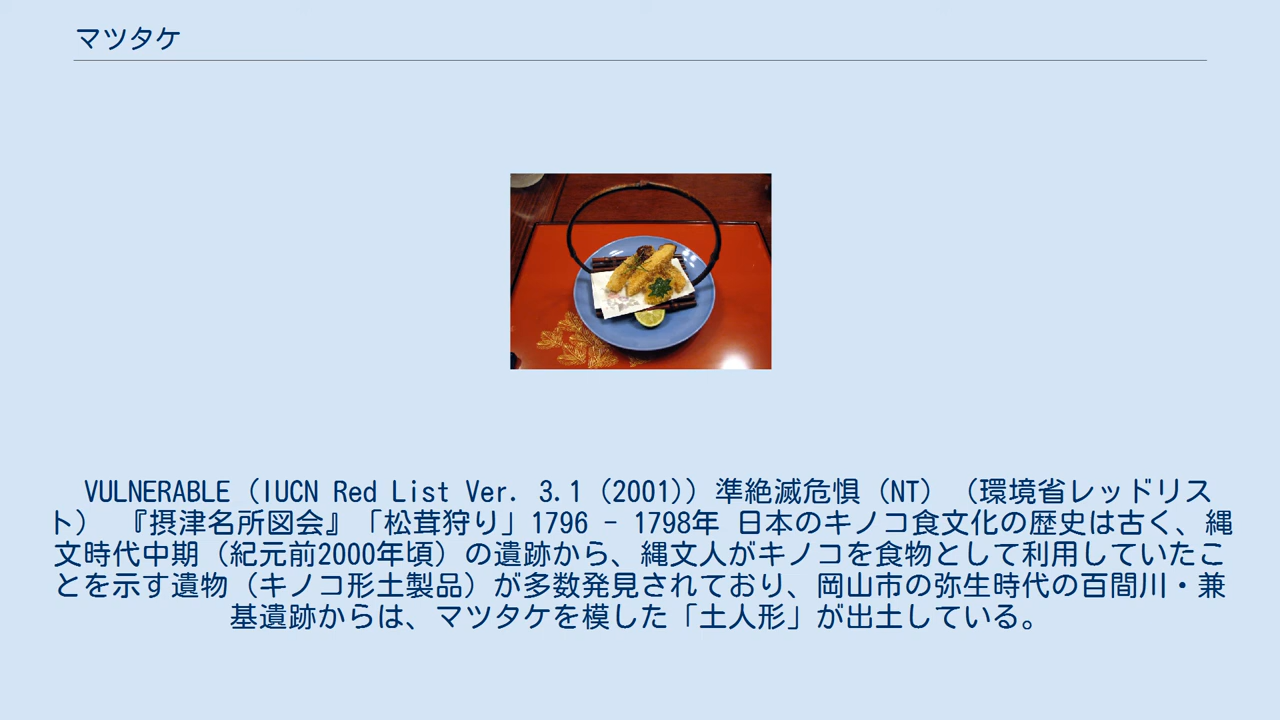 マツタケ
VULNERABLE（IUCN Red List Ver. 3.1（2001））準絶滅危惧（NT）（環境省レッドリス
ト） 『摂津名所図会』「松茸狩り」1796 - 1798年 日本のキノコ食文化の歴史は古く、縄
文時代中期（紀元前2000年頃）の遺跡から、縄文人がキノコを食物として利用していたこ
とを示す遺物（キノコ形土製品）が多数発見されており、岡山市の弥生時代の百間川・兼
基遺跡からは、マツタケを模した「土人形」が出土している。